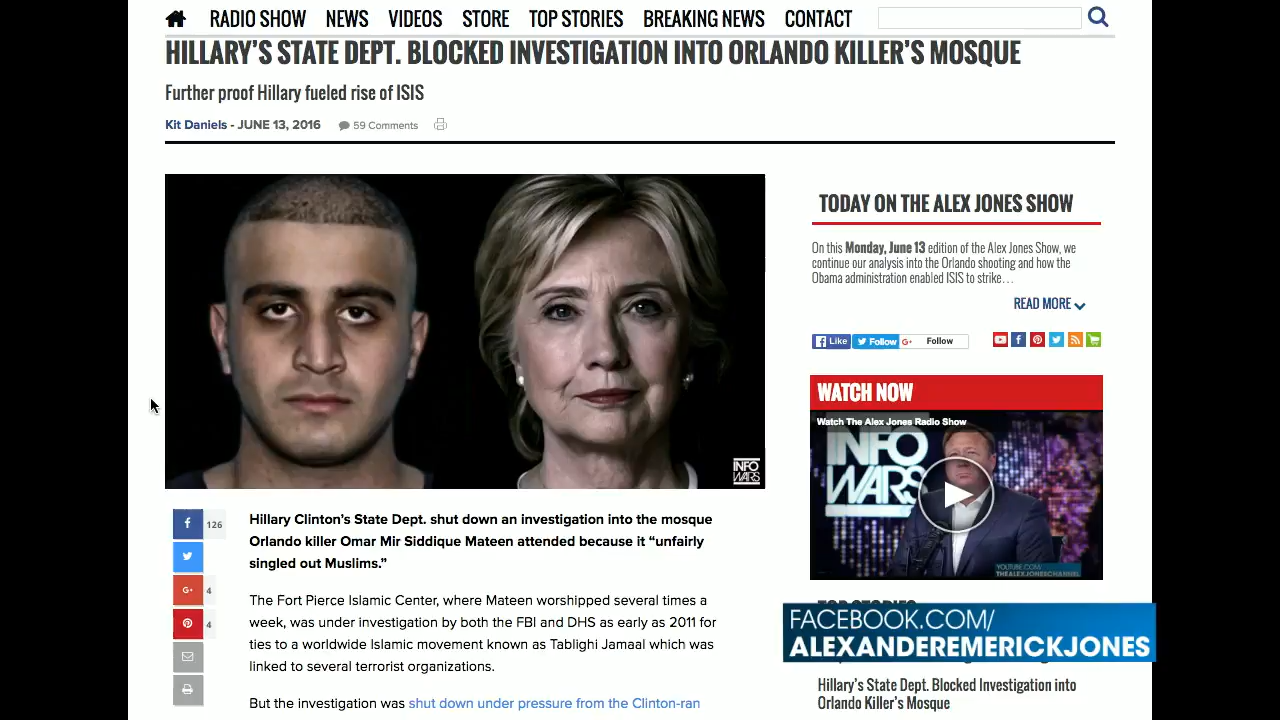 RADIO SHOW NEWS VIDEOS STORE TOP STORIES BREAKING NEWS CONTACT
HILLARY'S STATE DEPT. BLOCKED INVESTIGATION INTO ORLANDO KILLER'S MOSQUE
Further proof Hillary fueled rise of ISIS
Kit Daniels - JUNE 13, 2016 59 Comments
INFO
WARS
126
4
4
Hillary Clinton's State Dept. shut down an investigation into the mosque
Orlando killer Omar Mir Siddique Mateen attended because it “unfairly
singled out Muslims.”
The Fort Pierce Islamic Center, where Mateen worshipped several times a
week, was under investigation by both the FBI and DHS as early as 2011 for
ties to a worldwide Islamic movement known as Tablighi Jamaal which was
linked to several terrorist organizations.
But the investigation was shut down under pressure from the Clinton-ran
TODAY ON THE ALEX JONES SHOW
On this Monday, June 13 edition of the Alex Jones Show, we
continue our analysis into the Orlando shooting and how the
Obama administration enabled ISIS to strike…
READ MORE
Like Follow Follow
WATCH NOW
Watch The Alex Jones Radio Show
INFO
WARS
YOUTUBE.COM/
THEALEXJONESCHANNEL
TOP STORIES
FACEBOOK.COM/
ALEXANDEREMERICKJONES
Hillary's State Dept. Blocked Investigation into
Orlando Killer's Mosque